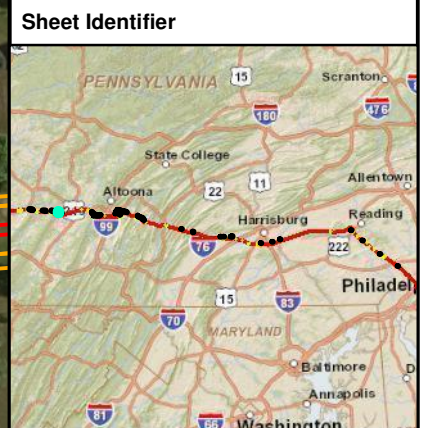 Sheet Identifier
PENNSYLVANIA
15
Scranton
180
476
State College
Allentown
Altoona
22
11
Reading
99
Harrisburg
76
222
Philadel
15
83
70
MARYLAND
Baltimore
D
Annapolis
81
66
Washington